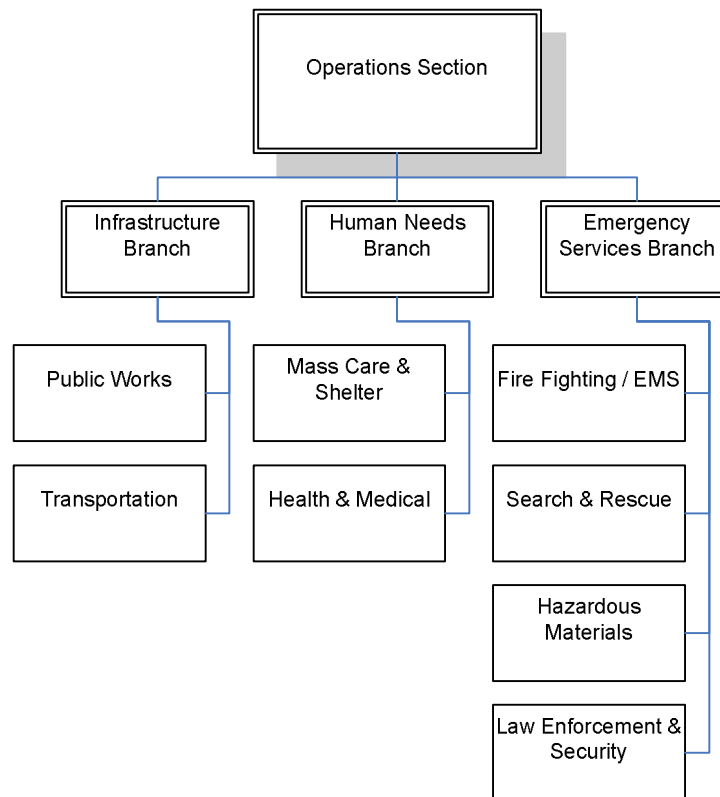 Operations Section
Infrastructure
Branch
Human Needs
Branch
Emergency
Services Branch
Public Works
Mass Care &
Shelter
Fire Fighting / EMS
Transportation
Health & Medical
Search & Rescue
Hazardous
Materials
Law Enforcement &
Security